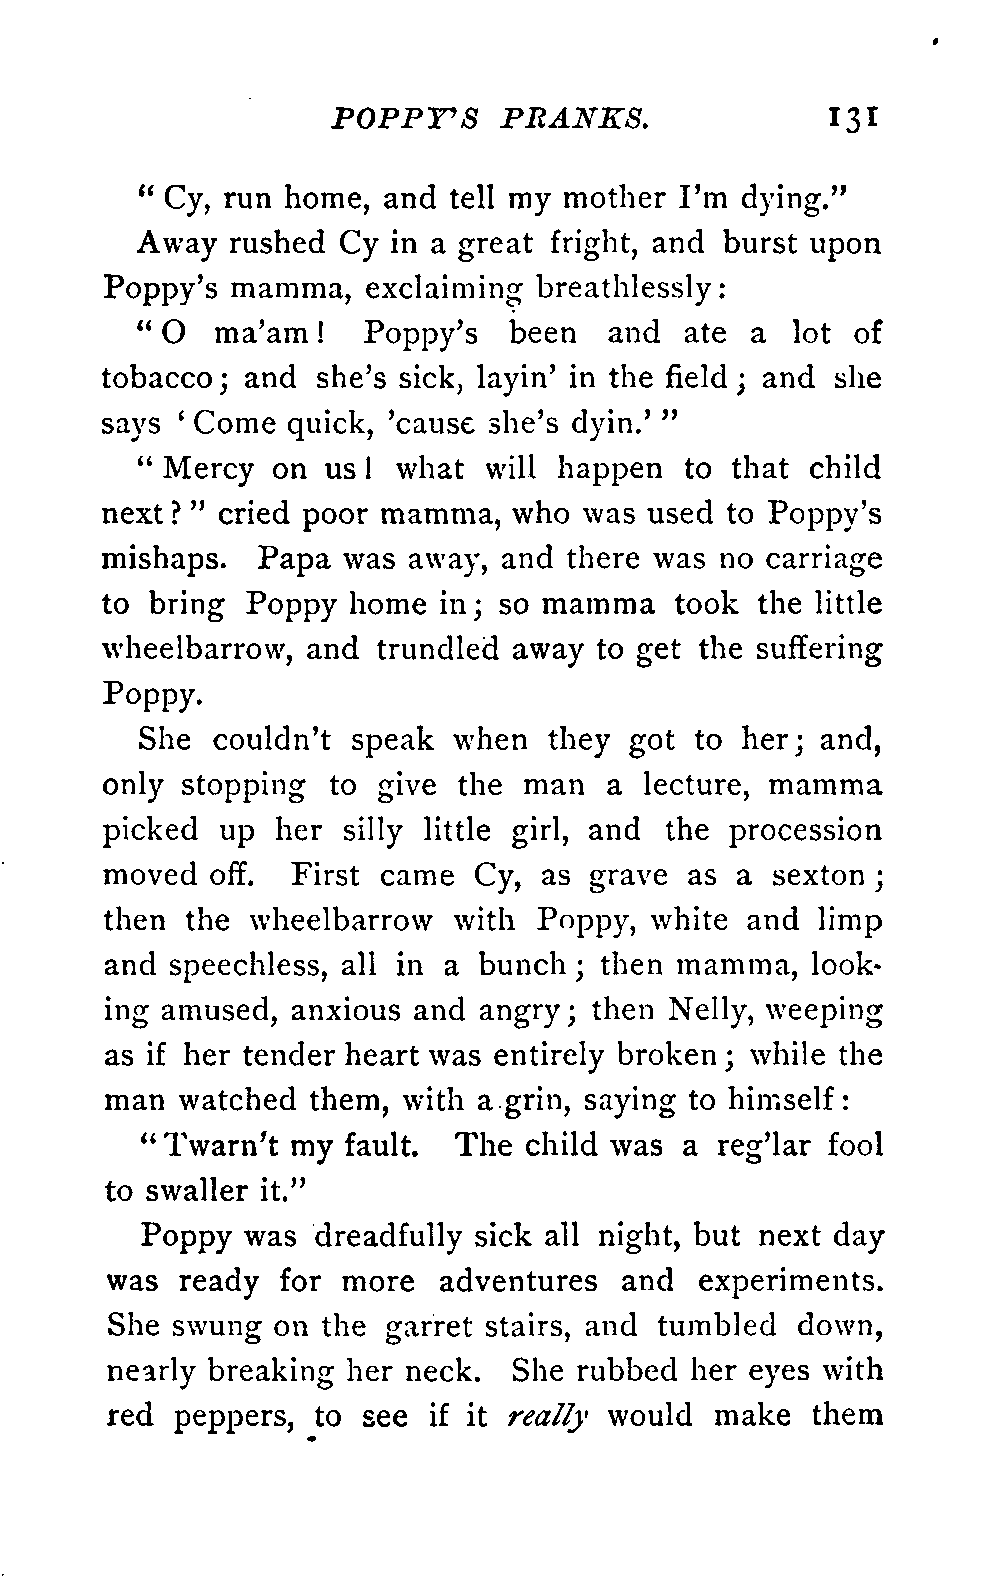 POPPY'S PRANKS. 131
" Cy, run home, and tell my mother I'm dying."
Away rushed Cy in a great fright, and burst upon
Poppy's mamma, exclaiming breathlessly:
" O ma'am! Poppy's been and ate a lot of
tobacco; and she's sick, layin' in the field; and she
says ' Come quick, 'cause she's dyin.' "
" Mercy on us! what will happen to that child
next? " cried poor mamma, who was used to Poppy's
mishaps. Papa was away, and there was no carriage
to bring Poppy home in; so mamma took the little
wheelbarrow, and trundled away to get the suffering
Poppy.
She couldn't speak when they got to her; and,
only stopping to give the man a lecture, mamma
picked up her silly little girl, and the procession
moved off. First came Cy, as grave as a sexton;
then the wheelbarrow with Poppy, white and limp
and speechless, all in a bunch; then mamma, look-
ing amused, anxious and angry; then Nelly, weeping
as if her tender heart was entirely broken; while the
man watched them, with a grin, saying to himself:
" Twarn't my fault. The child was a reg'lar fool
to swaller it."
Poppy was dreadfully sick all night, but next day
was ready for more adventures and experiments.
She swung on the garret stairs, and tumbled down,
nearly breaking her neck. She rubbed her eyes with
red peppers, to see if it really would make them